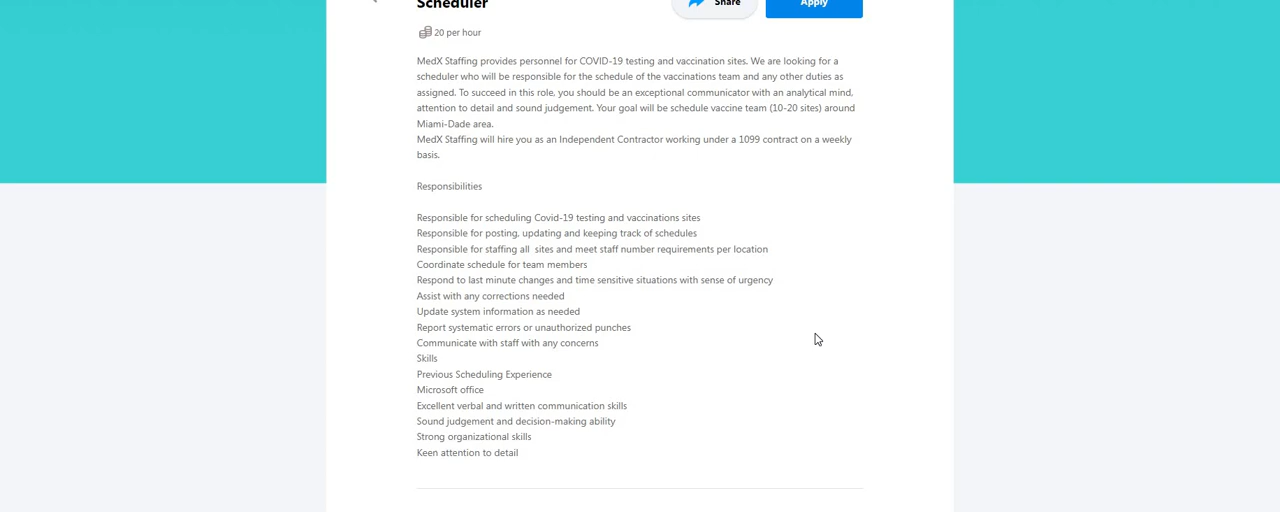 Scheduler
Share
Apply
20 per hour
MedX Staffing provides personnel for COVID-19 testing and vaccination sites. We are looking for a
scheduler who will be responsible for the schedule of the vaccinations team and any other duties as
assigned. To succeed in this role, you should be an exceptional communicator with an analytical mind,
attention to detail and sound judgement. Your goal will be schedule vaccine team (10-20 sites) around
Miami-Dade area.
MedX Staffing will hire you as an Independent Contractor working under a 1099 contract on a weekly
basis.
Responsibilities
Responsible for scheduling Covid-19 testing and vaccinations sites
Responsible for posting, updating and keeping track of schedules
Responsible for staffing all  sites and meet staff number requirements per location
Coordinate schedule for team members
Respond to last minute changes and time sensitive situations with sense of urgency
Assist with any corrections needed
Update system information as needed
Report systematic errors or unauthorized punches
Communicate with staff with any concerns
Skills
Previous Scheduling Experience
Microsoft office
Excellent verbal and written communication skills
Sound judgement and decision-making ability
Strong organizational skills
Keen attention to detail